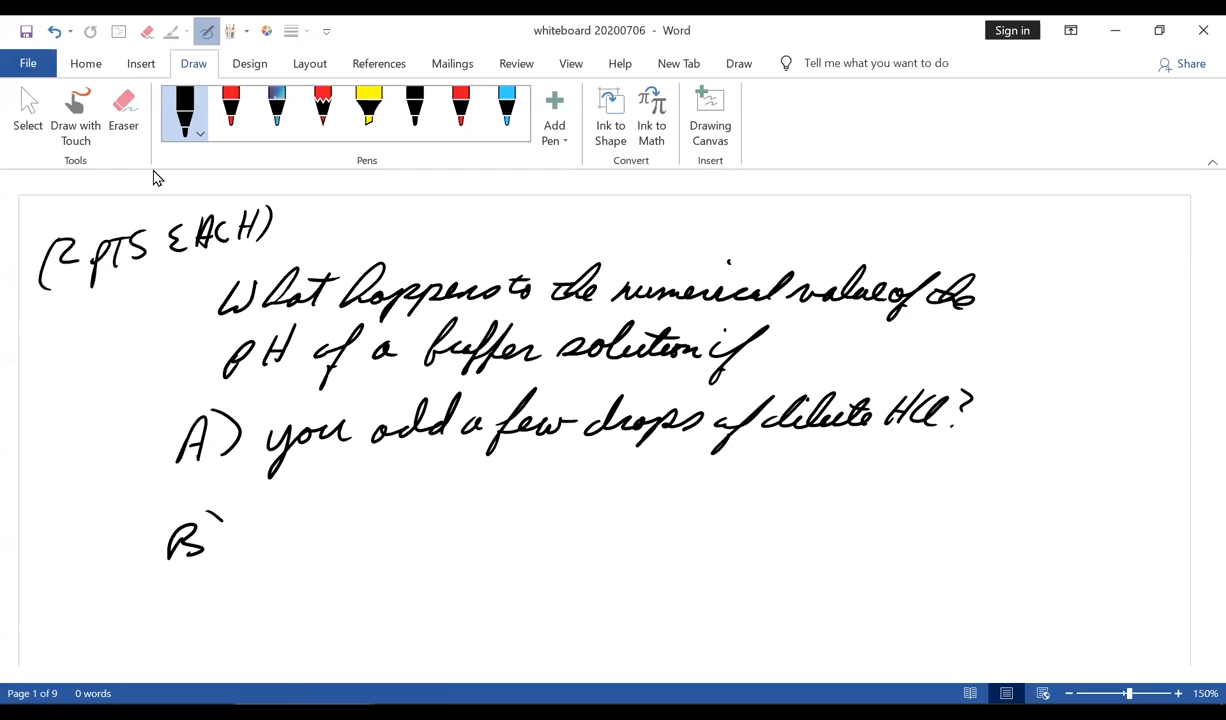 whiteboard 20200706 - Word
Sign in
File Home Insert Draw Design Layout References Mailings Review View Help New Tab Draw Tell me what you want to do Share
Select Draw with Touch Eraser Add Pen Ink to Shape Ink to Math Drawing Canvas
Tools Pens Convert Insert
(2 PTS EACH)
What happens to the numerical value of the
pH of a buffer solution if
A) you add a few drops of dilute HCl?
B)
Page 1 of 9 0 words 150%